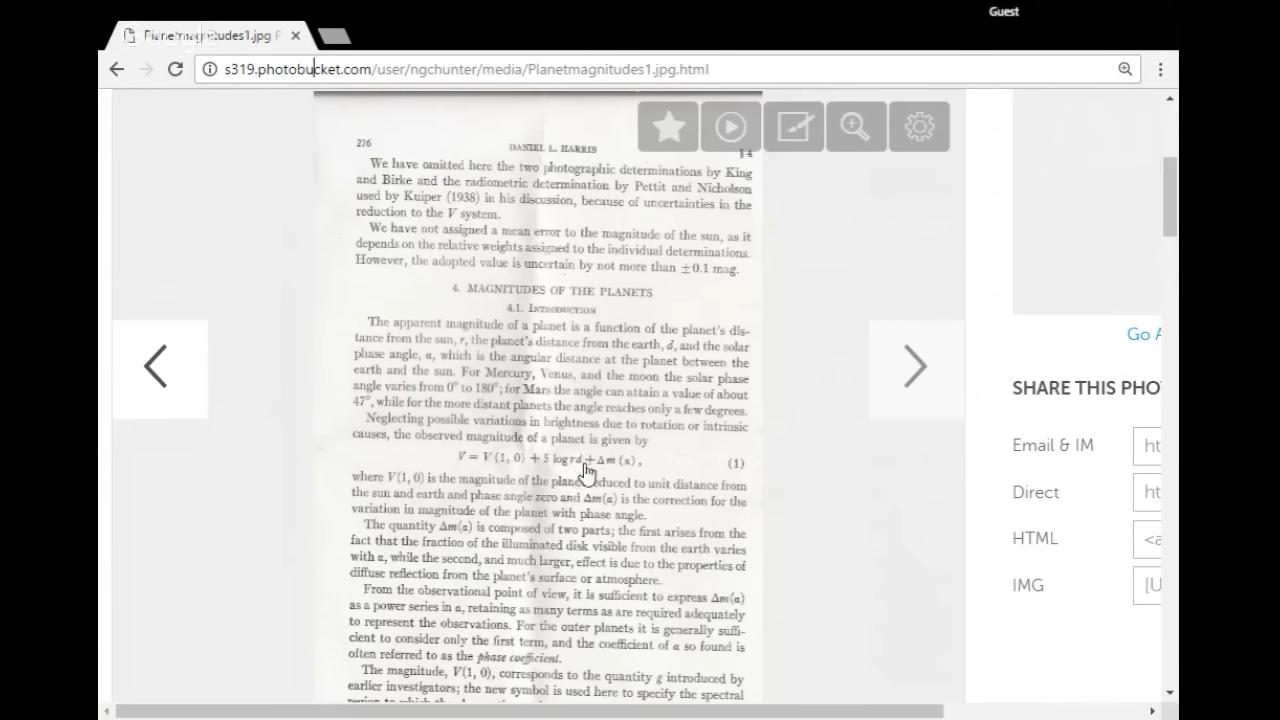 Guest
Planetmagnitudes1.jpg P
s319.photobucket.com/user/ngchunter/media/Planetmagnitudes1.jpg.html
276
DANIEL L. HARRIS
§ 4
We have omitted here the two photographic determinations by King
and Birke and the radiometric determination by Pettit and Nicholson
used by Kuiper (1938) in his discussion, because of uncertainties in the
reduction to the V system.
We have not assigned a mean error to the magnitude of the sun, as it
depends on the relative weights assigned to the individual determinations.
However, the adopted value is uncertain by not more than ±0.1 mag.
4. MAGNITUDES OF THE PLANETS
4.1. INTRODUCTION
The apparent magnitude of a planet is a function of the planet's dis-
tance from the sun, r, the planet's distance from the earth, d, and the solar
phase angle, α, which is the angular distance at the planet between the
earth and the sun. For Mercury, Venus, and the moon the solar phase
angle varies from 0° to 180°; for Mars the angle can attain a value of about
47°, while for the more distant planets the angle reaches only a few degrees.
Neglecting possible variations in brightness due to rotation or intrinsic
causes, the observed magnitude of a planet is given by
V = V (1, 0) + 5 log rd + Δm (α), (1)
where V(1, 0) is the magnitude of the planet reduced to unit distance from
the sun and earth and phase angle zero and Δm(α) is the correction for the
variation in magnitude of the planet with phase angle.
The quantity Δm(α) is composed of two parts; the first arises from the
fact that the fraction of the illuminated disk visible from the earth varies
with α, while the second, and much larger, effect is due to the properties of
diffuse reflection from the planet's surface or atmosphere.
From the observational point of view, it is sufficient to express Δm(α)
as a power series in α, retaining as many terms as are required adequately
to represent the observations. For the outer planets it is generally suffi-
cient to consider only the first term, and the coefficient of α so found is
often referred to as the phase coefficient.
The magnitude, V(1, 0), corresponds to the quantity g introduced by
earlier investigators; the new symbol is used here to specify the spectral
Go A
SHARE THIS PHO
Email & IM
ht
Direct
ht
HTML
<a
IMG
[U